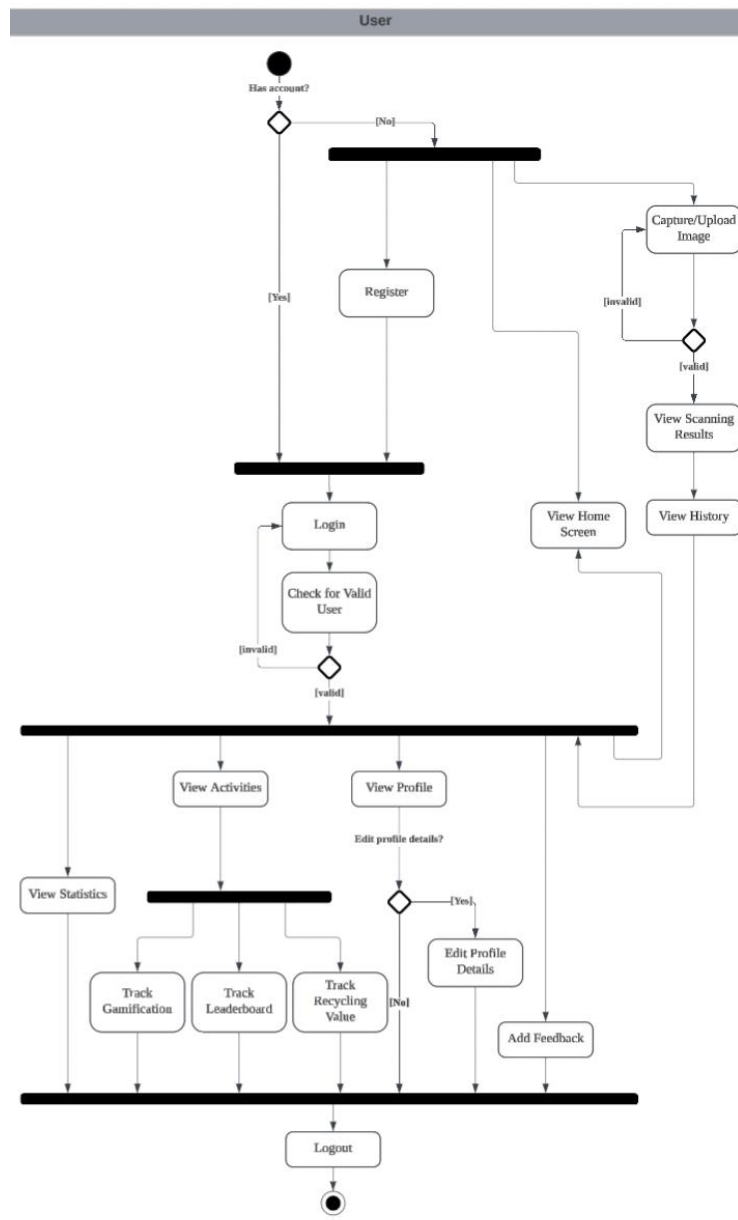 User
Has account?
[No]
Capture/Upload
Image
Register
[Yes]
[invalid]
[valid]
View Scanning
Results
Login
View Home
Screen
View History
Check for Valid
User
[invalid]
[valid]
View Activities
View Profile
Edit profile details?
View Statistics
[Yes]
Edit Profile
Details
Track
Gamification
Track
Leaderboard
Track
Recycling
Value
[No]
Add Feedback
Logout